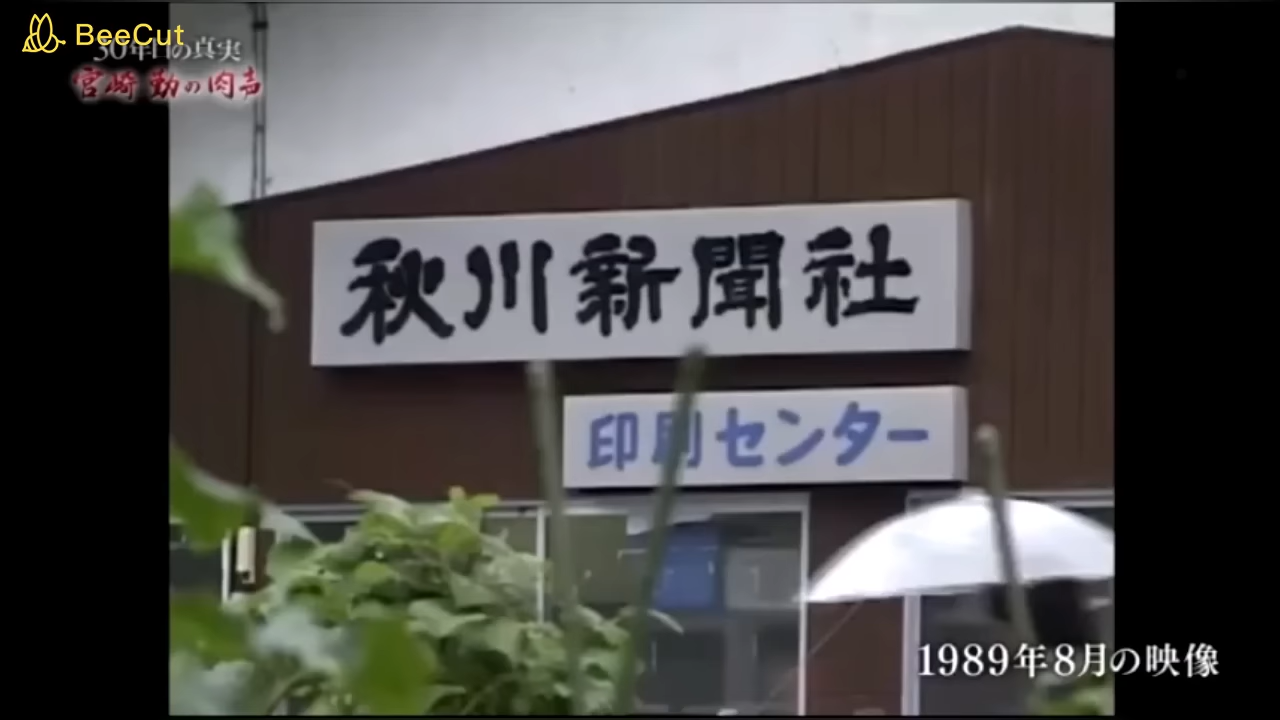 BeeCut
30年目の真実
宮﨑 勤の肉声
秋川新聞社
印刷センター
1989年8月の映像